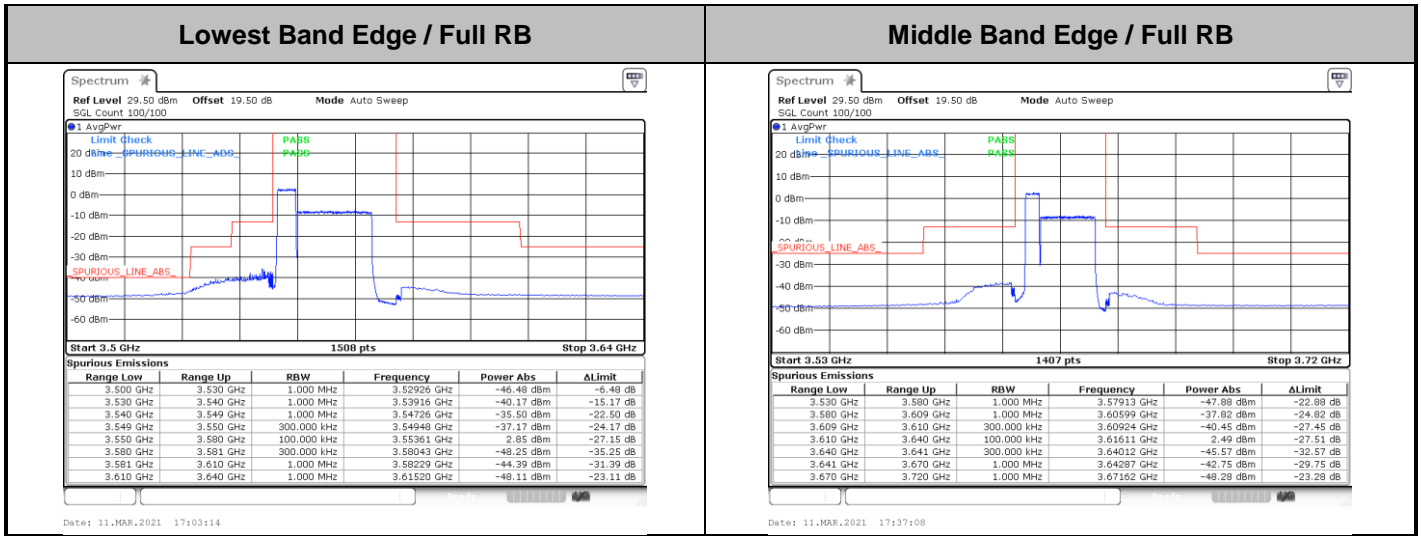 Lowest Band Edge / Full RB
Spectrum
Ref Level 29.50 dBm Offset 19.50 dB Mode Auto Sweep
SGL Count 100/100
1 AvgPwr
Limit Check PASS
20 dBm Line _SPURIOUS_LINE_ABS_ PASS
10 dBm
0 dBm
-10 dBm
-20 dBm
-30 dBm
_SPURIOUS_LINE_ABS_
-40 dBm
-50 dBm
-60 dBm
Start 3.5 GHz 1508 pts Stop 3.64 GHz
Spurious Emissions
Range Low Range Up RBW Frequency Power Abs ΔLimit
3.500 GHz 3.530 GHz 1.000 MHz 3.52926 GHz -46.48 dBm -6.48 dB
3.530 GHz 3.540 GHz 1.000 MHz 3.53916 GHz -40.17 dBm -15.17 dB
3.540 GHz 3.549 GHz 1.000 MHz 3.54726 GHz -35.50 dBm -22.50 dB
3.549 GHz 3.550 GHz 300.000 kHz 3.54948 GHz -37.17 dBm -24.17 dB
3.550 GHz 3.580 GHz 100.000 kHz 3.55361 GHz 2.85 dBm -27.15 dB
3.580 GHz 3.581 GHz 300.000 kHz 3.58043 GHz -48.25 dBm -35.25 dB
3.581 GHz 3.610 GHz 1.000 MHz 3.58229 GHz -44.39 dBm -31.39 dB
3.610 GHz 3.640 GHz 1.000 MHz 3.61520 GHz -48.11 dBm -23.11 dB
Date: 11.MAR.2021 17:03:14
Middle Band Edge / Full RB
Spectrum
Ref Level 29.50 dBm Offset 19.50 dB Mode Auto Sweep
SGL Count 100/100
1 AvgPwr
Limit Check PASS
20 dBm Line _SPURIOUS_LINE_ABS_ PASS
10 dBm
0 dBm
-10 dBm
-20 dBm
_SPURIOUS_LINE_ABS_
-30 dBm
-40 dBm
-50 dBm
-60 dBm
Start 3.53 GHz 1407 pts Stop 3.72 GHz
Spurious Emissions
Range Low Range Up RBW Frequency Power Abs ΔLimit
3.530 GHz 3.580 GHz 1.000 MHz 3.57913 GHz -47.88 dBm -22.88 dB
3.580 GHz 3.609 GHz 1.000 MHz 3.60599 GHz -37.82 dBm -24.82 dB
3.609 GHz 3.610 GHz 300.000 kHz 3.60924 GHz -40.45 dBm -27.45 dB
3.610 GHz 3.640 GHz 100.000 kHz 3.61611 GHz 2.49 dBm -27.51 dB
3.640 GHz 3.641 GHz 300.000 kHz 3.64012 GHz -45.57 dBm -32.57 dB
3.641 GHz 3.670 GHz 1.000 MHz 3.64287 GHz -42.75 dBm -29.75 dB
3.670 GHz 3.720 GHz 1.000 MHz 3.67162 GHz -48.28 dBm -23.28 dB
Date: 11.MAR.2021 17:37:08